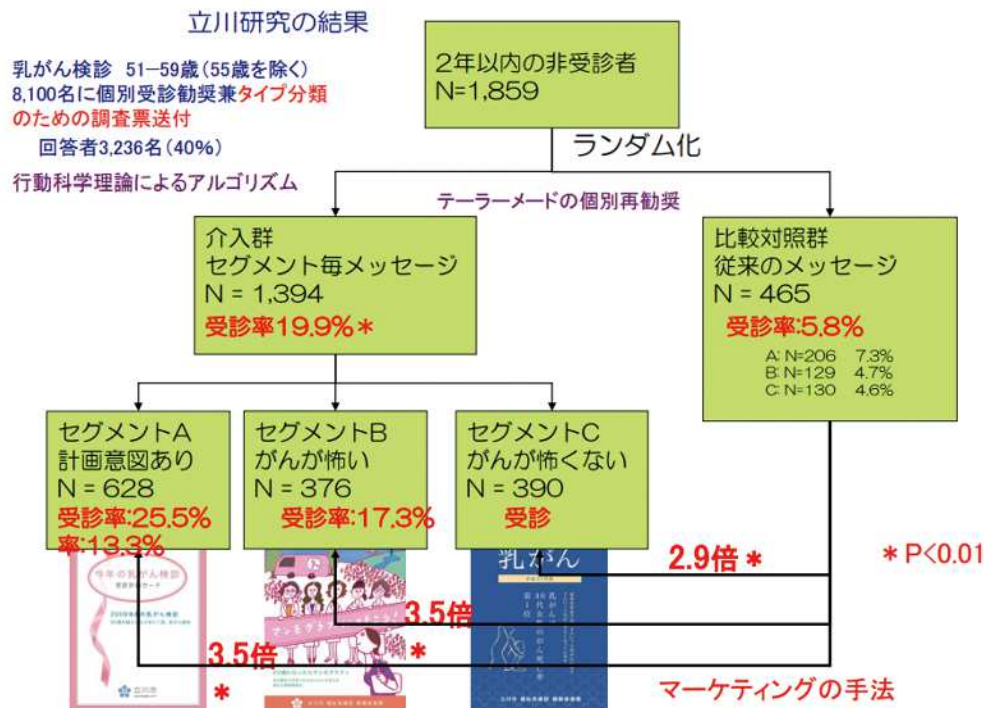 立川研究の結果
乳がん検診 51−59歳(55歳を除く)
8,100名に個別受診勧奨兼タイプ分類
のための調査票送付
回答者3,236名(40%)
行動科学理論によるアルゴリズム
2年以内の非受診者
N=1,859
ランダム化
テーラーメードの個別再勧奨
介入群
セグメント毎メッセージ
N = 1,394
受診率19.9%*
比較対照群
従来のメッセージ
N = 465
受診率:5.8%
A: N=206 7.3%
B: N=129 4.7%
C: N=130 4.6%
セグメントA
計画意図あり
N = 628
受診率:25.5%
率:13.3%
セグメントB
がんが怖い
N = 376
受診率:17.3%
セグメントC
がんが怖くない
N = 390
受診
今年の乳がん検診
立川市
3.5倍
*
3.5倍
*
乳がん
2.9倍*
*P<0.01
マーケティングの手法